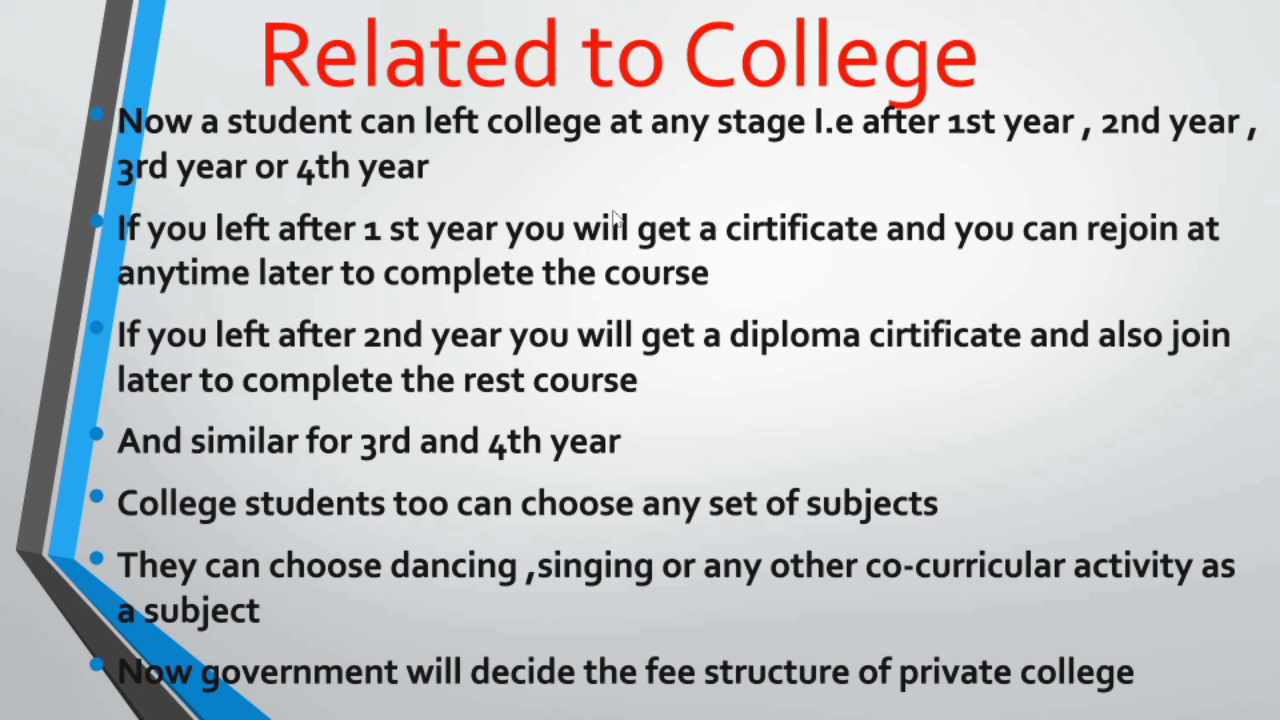 Related to College
Now a student can left college at any stage I.e after 1st year , 2nd year ,
3rd year or 4th year
If you left after 1 st year you will get a cirtificate and you can rejoin at
anytime later to complete the course
If you left after 2nd year you will get a diploma cirtificate and also join
later to complete the rest course
And similar for 3rd and 4th year
College students too can choose any set of subjects
They can choose dancing ,singing or any other co-curricular activity as
a subject
Now government will decide the fee structure of private college